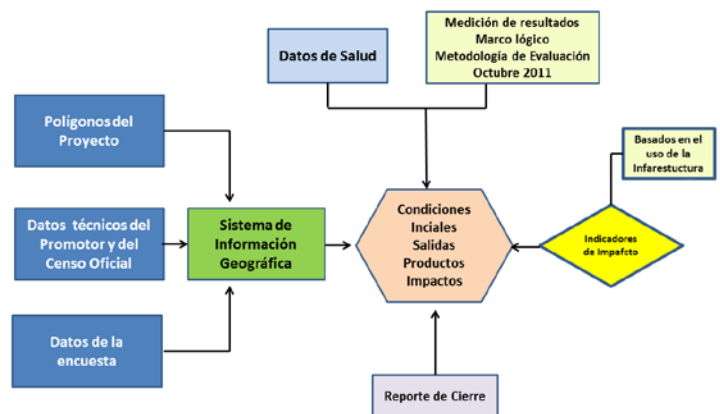 Medición de resultados
Marco lógico
Metodología de Evaluación
Octubre 2011
Datos de Salud
Polígonos del
Proyecto
Basados en el
uso de la
Infarestuctura
Datos técnicos del
Promotor y del
Censo Oficial
Sistema de
Información
Geográfica
Condiciones
Inciales
Salidas
Productos
Impactos
Indicadores
de Impafcto
Datos de la
encuesta
Reporte de Cierre